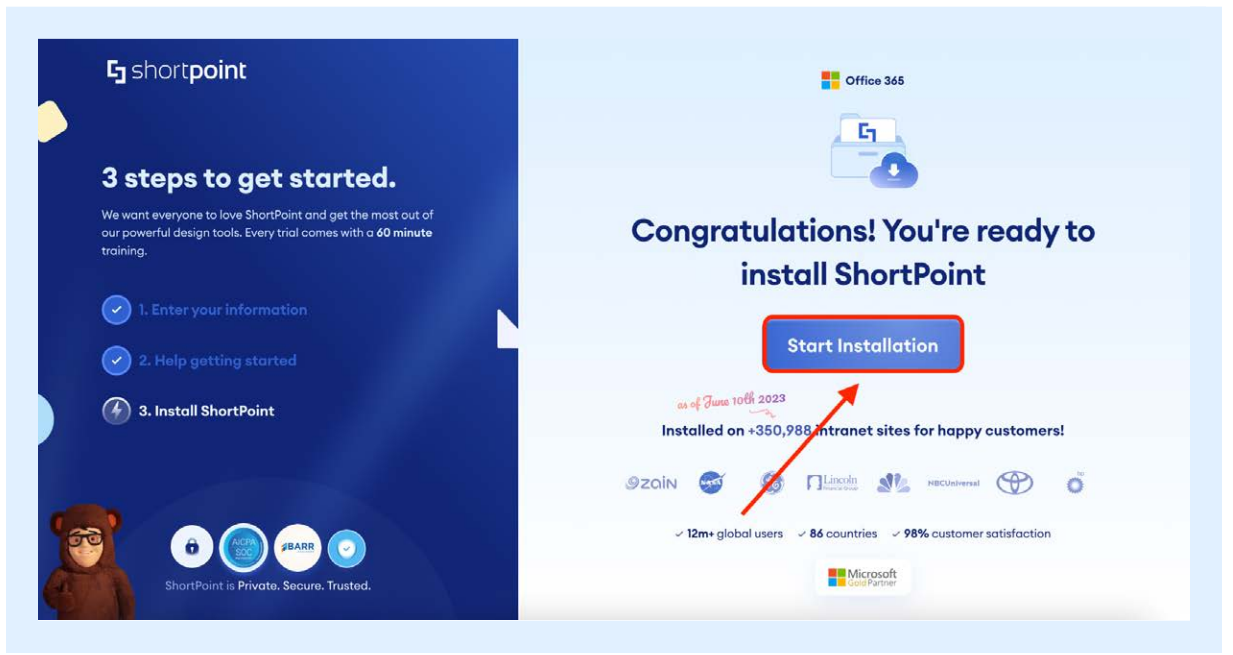 shortpoint
3 steps to get started.
We want everyone to love ShortPoint and get the most out of
our powerful design tools. Every trial comes with a 60 minute
training.
1. Enter your information
2. Help getting started
3. Install ShortPoint
AICPA
SOC
BARR
ShortPoint is Private. Secure. Trusted.
Office 365
Congratulations! You're ready to
install ShortPoint
Start Installation
as of June 10th 2023
Installed on +350,988 intranet sites for happy customers!
zain
NASA
Lincoln
Financial Group
NBCUniversal
12m+ global users
86 countries
98% customer satisfaction
Microsoft
Gold Partner